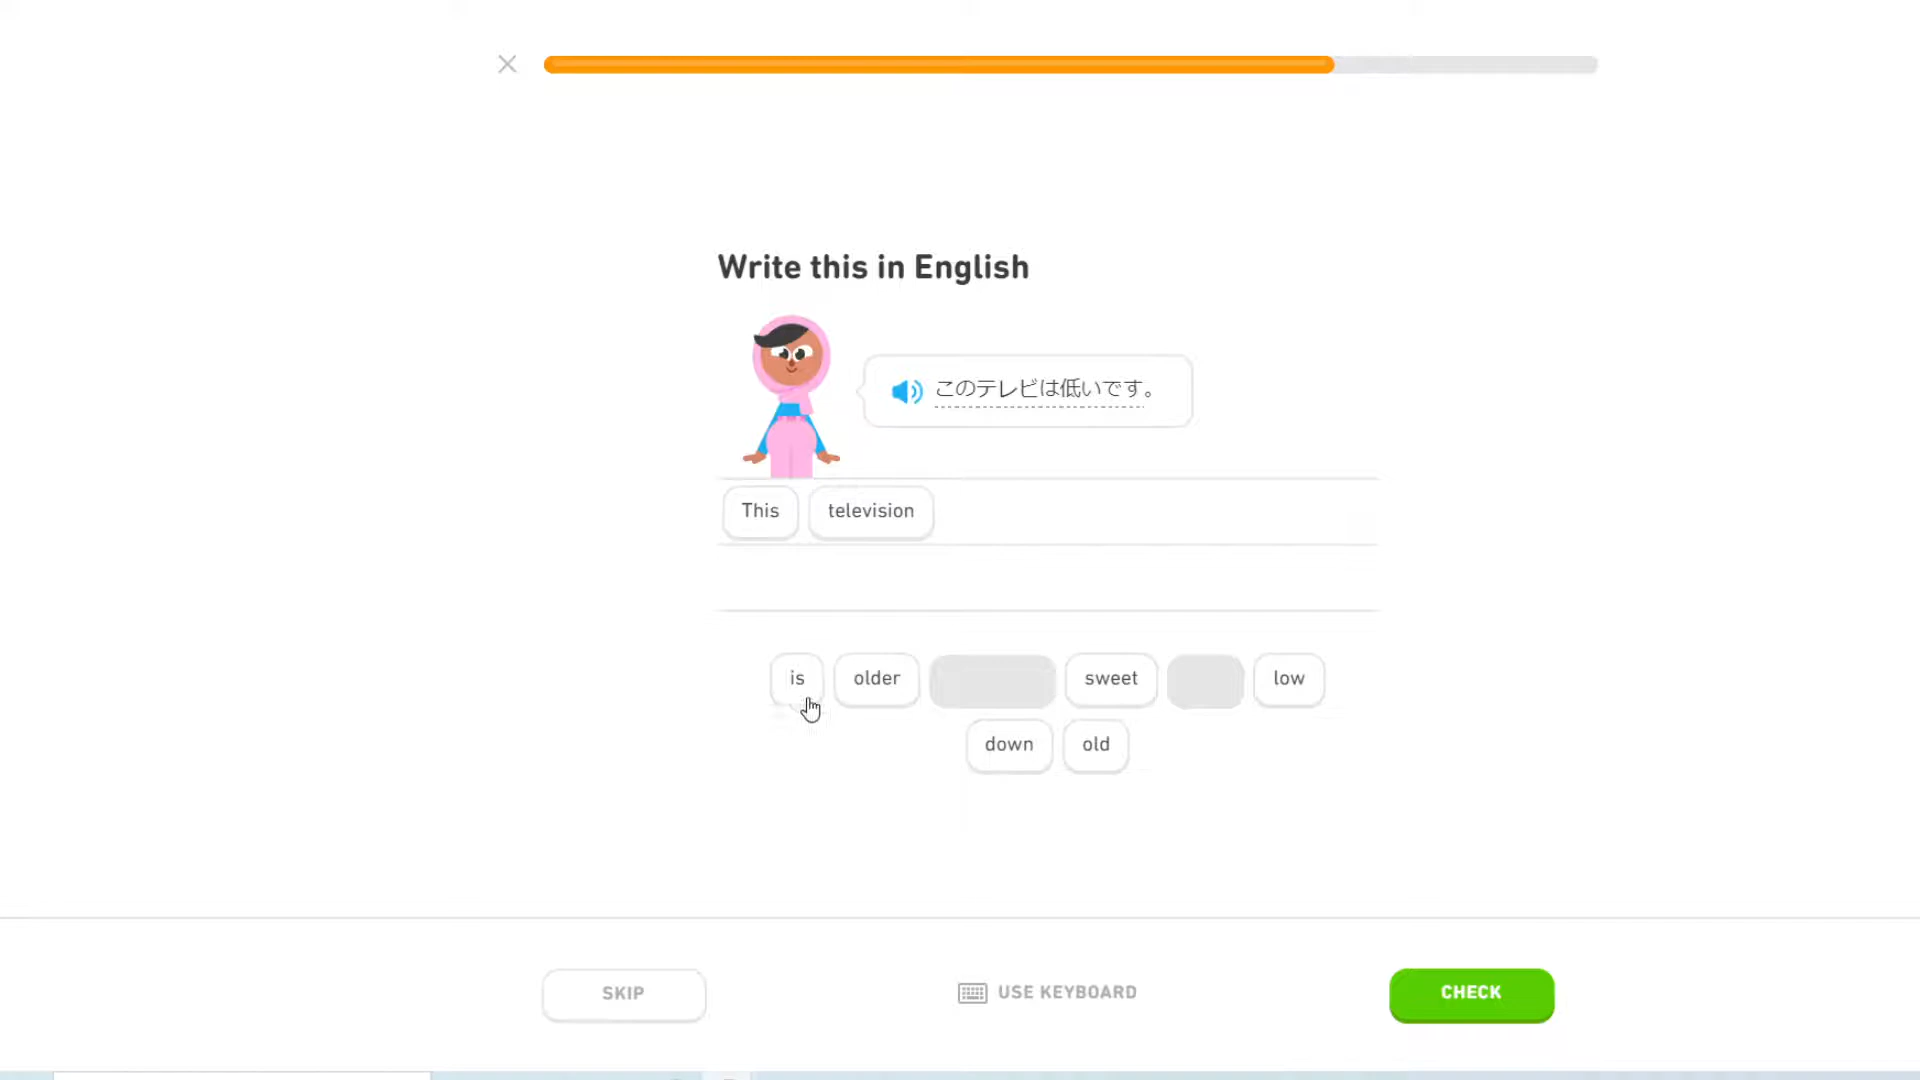 Write this in English
このテレビは低いです。
This television
is older sweet low
down old
SKIP USE KEYBOARD CHECK